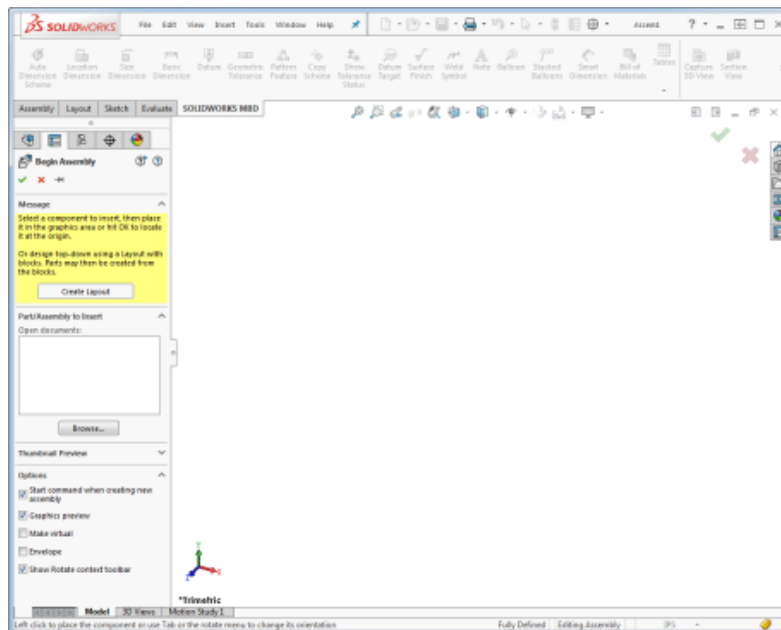 SOLIDWORKS File Edit View Insert Tools Window Help Assem1 ?
Auto Dimension Scheme
Location Dimension
Size Dimension
Basic Dimension
Datum
Geometric Tolerance
Pattern Feature
Copy Scheme
Show Tolerance Status
Datum Target
Surface Finish
Weld Symbol
Note
Balloon
Stacked Balloons
Smart Dimension
Bill of Materials
Tables
Capture 3D View
Section View
Assembly Layout Sketch Evaluate SOLIDWORKS MBD
Begin Assembly
Message
Select a component to insert, then place
it in the graphics area or hit OK to locate
it at the origin.
Or design top-down using a Layout with
blocks. Parts may then be created from
the blocks.
Create Layout
Part/Assembly to Insert
Open documents:
Browse...
Thumbnail Preview
Options
Start command when creating new
assembly
Graphics preview
Make virtual
Envelope
Show Rotate context toolbar
*Trimetric
Model 3D Views Motion Study 1
Left click to place the component or use Tab or the rotate menu to change its orientation Fully Defined Editing Assembly IPS